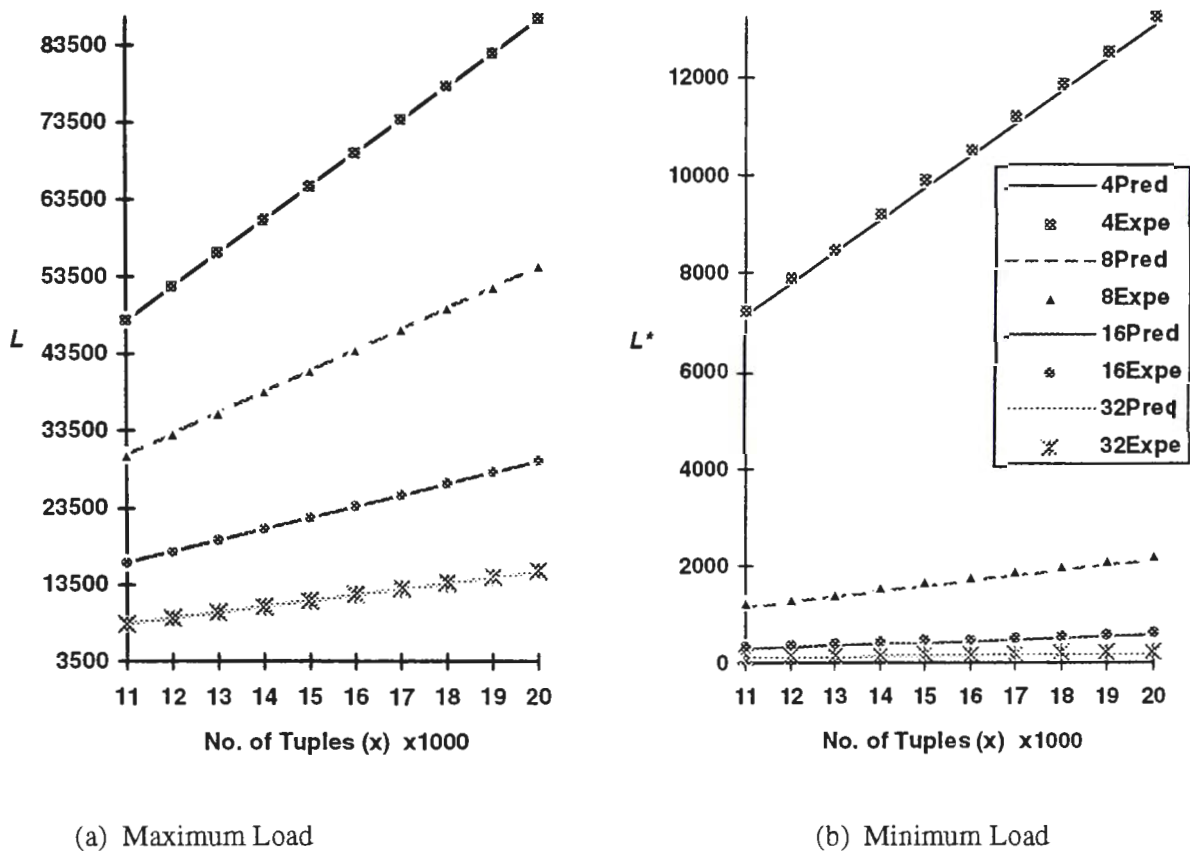 83500
73500
63500
53500
L
43500
33500
23500
13500
3500
11 12 13 14 15 16 17 18 19 20
No. of Tuples (x) x1000
(a) Maximum Load
12000
10000
8000
L*
6000
4000
2000
0
11 12 13 14 15 16 17 18 19 20
No. of Tuples (x) x1000
4Pred
4Expe
8Pred
8Expe
16Pred
16Expe
32Pred
32Expe
(b) Minimum Load